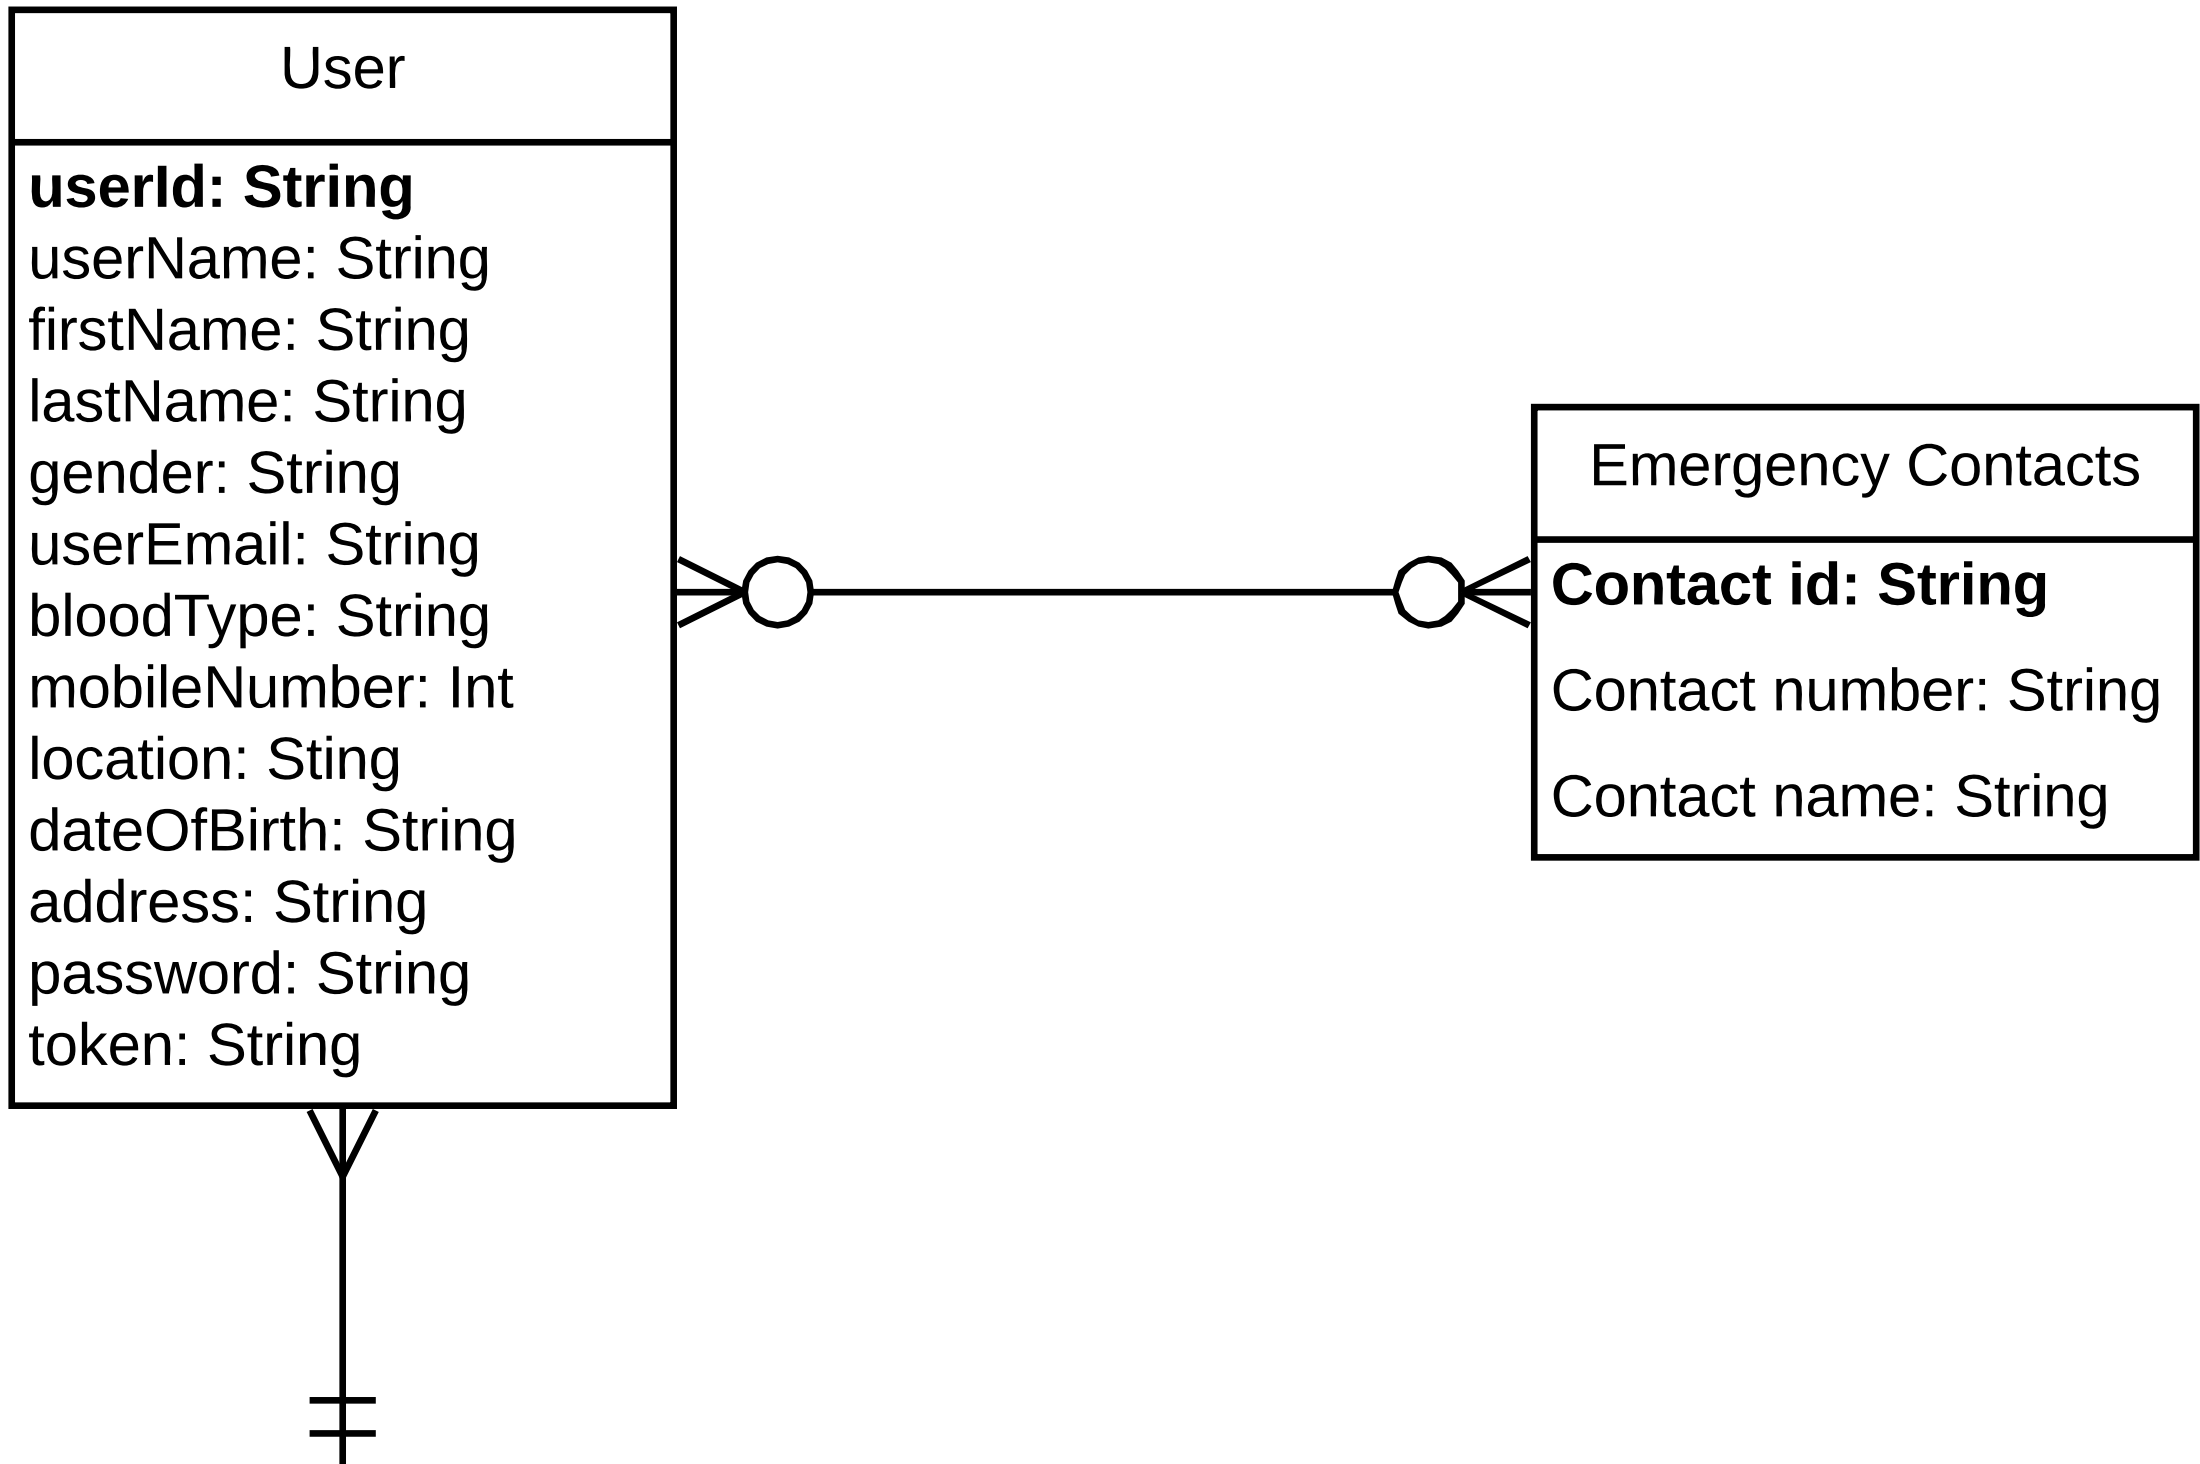 User
userId: String
userName: String
firstName: String
lastName: String
gender: String
userEmail: String
bloodType: String
mobileNumber: Int
location: Sting
dateOfBirth: String
address: String
password: String
token: String
Emergency Contacts
Contact id: String
Contact number: String
Contact name: String